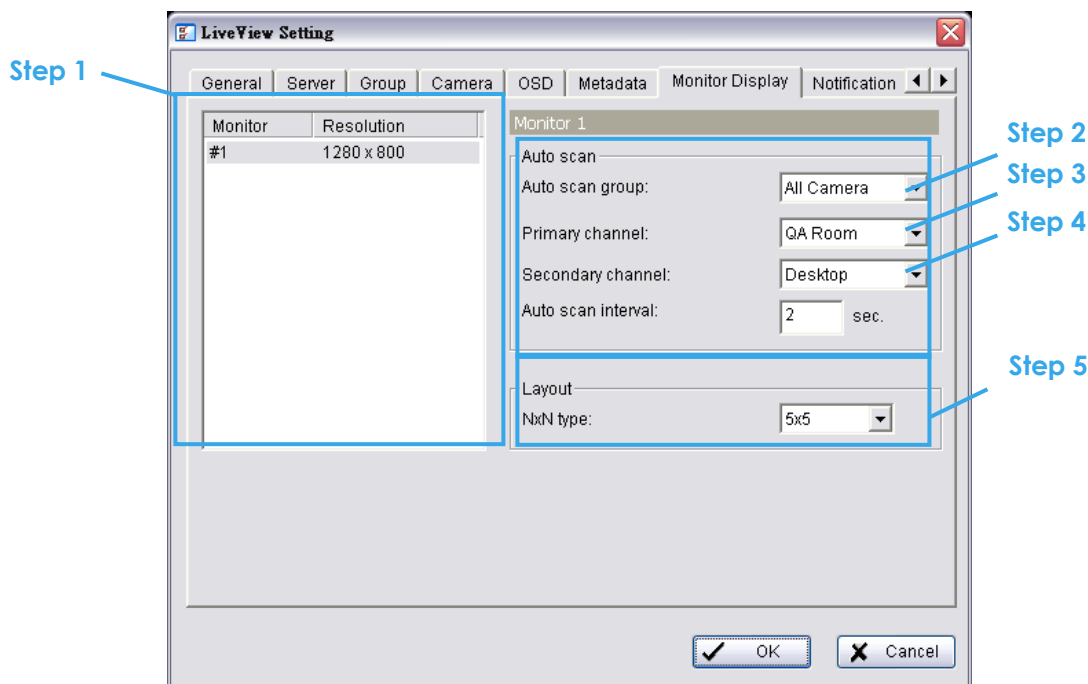 LiveView Setting
Step 1
General Server Group Camera OSD Metadata Monitor Display Notification
Monitor Resolution
#1 1280 x 800
Monitor 1
Auto scan
Auto scan group: All Camera
Step 2
Primary channel: QA Room
Step 3
Secondary channel: Desktop
Step 4
Auto scan interval: 2 sec.
Layout
NxN type: 5x5
Step 5
OK Cancel